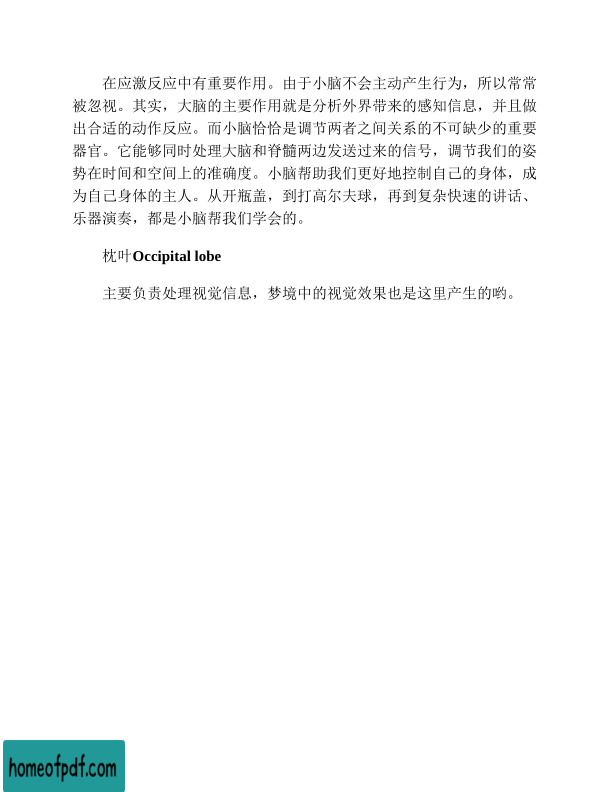 在应激反应中有重要作用。由于小脑不会主动产生行为，所以常常
被忽视。其实，大脑的主要作用就是分析外界带来的感知信息，并且做
出合适的动作反应。而小脑恰恰是调节两者之间关系的不可缺少的重要
器官。它能够同时处理大脑和脊髓两边发送过来的信号，调节我们的姿
势在时间和空间上的准确度。小脑帮助我们更好地控制自己的身体，成
为自己身体的主人。从开瓶盖，到打高尔夫球，再到复杂快速的讲话、
乐器演奏，都是小脑帮我们学会的。
枕叶Occipital lobe
主要负责处理视觉信息，梦境中的视觉效果也是这里产生的哟。
homeofpdf.com